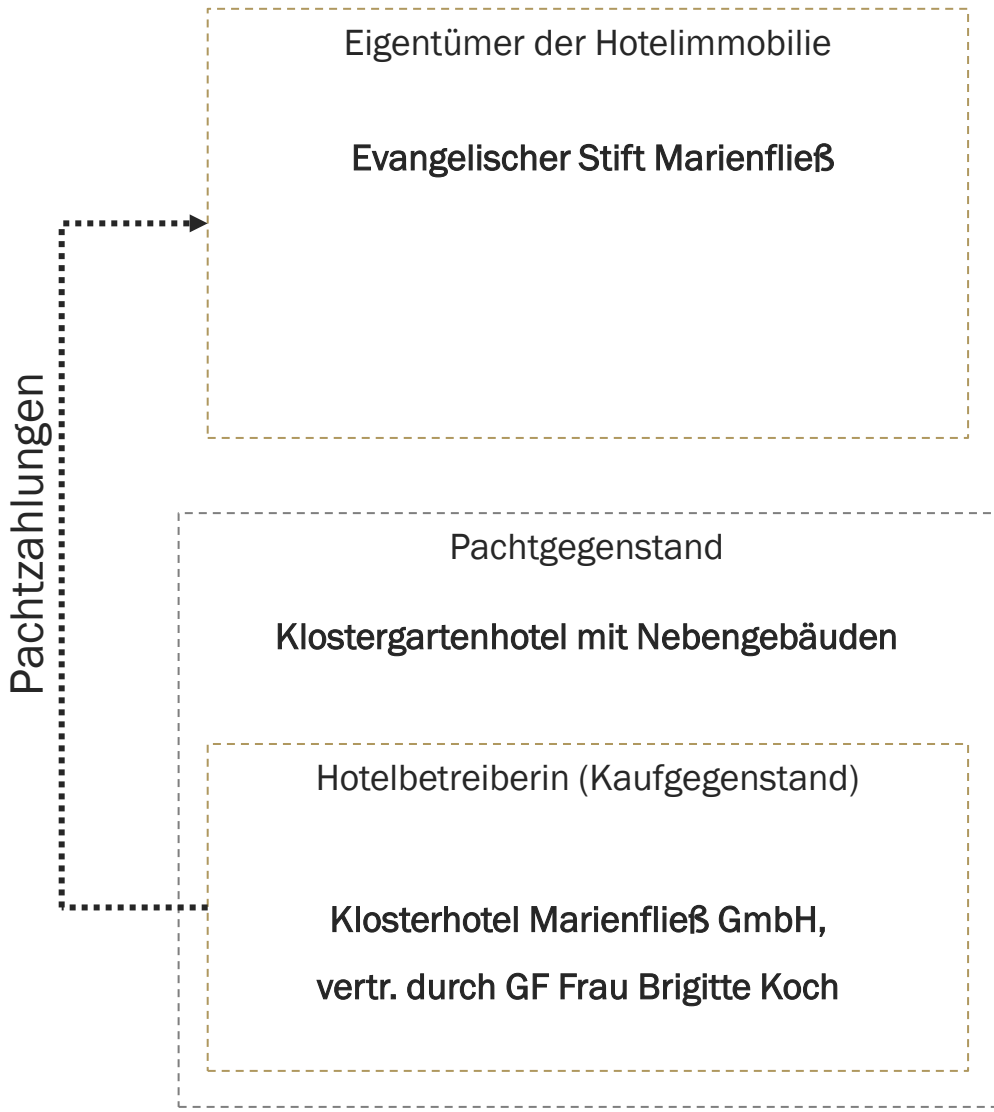 Eigentümer der Hotelimmobilie
Evangelischer Stift Marienfließ
Pachtzahlungen
Pachtgegenstand
Klostergartenhotel mit Nebengebäuden
Hotelbetreiberin (Kaufgegenstand)
Klosterhotel Marienfließ GmbH,
vertr. durch GF Frau Brigitte Koch